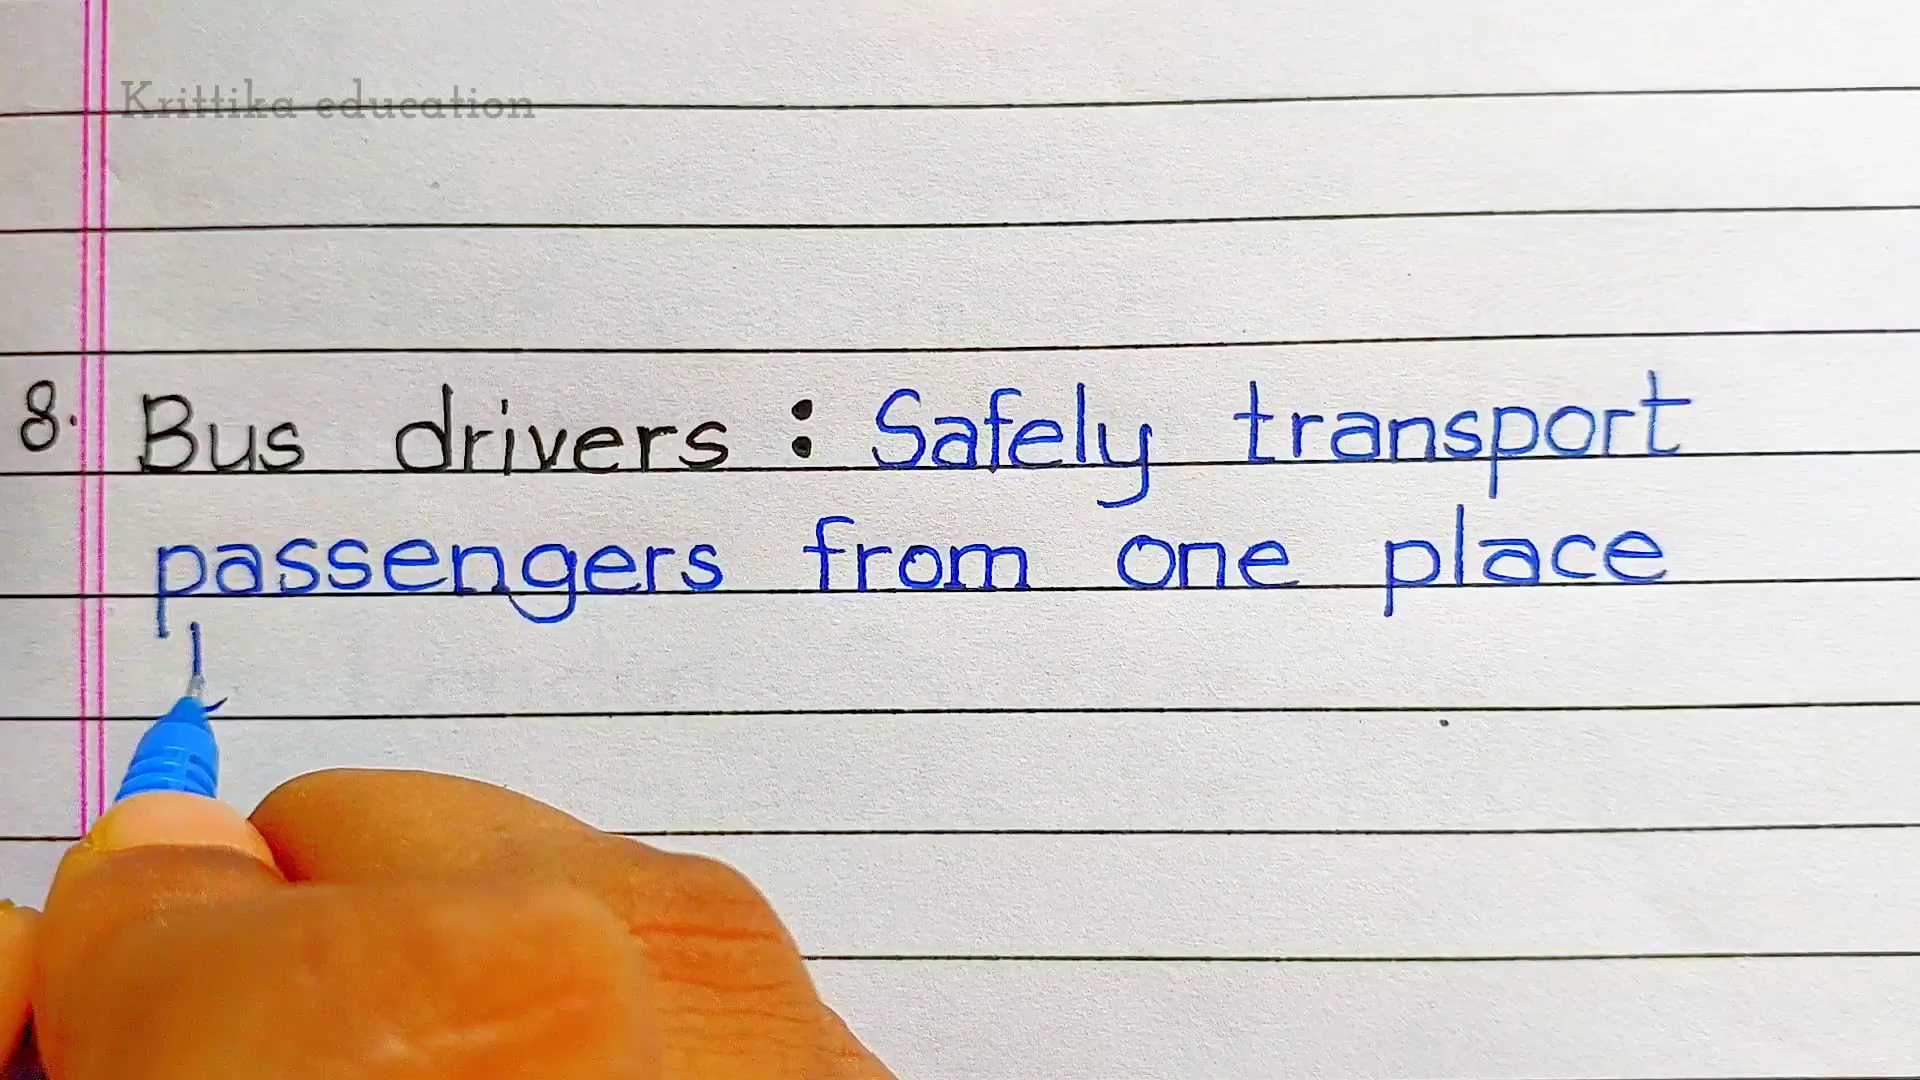 Krittika education
8. Bus drivers : Safely transport
passengers from one place